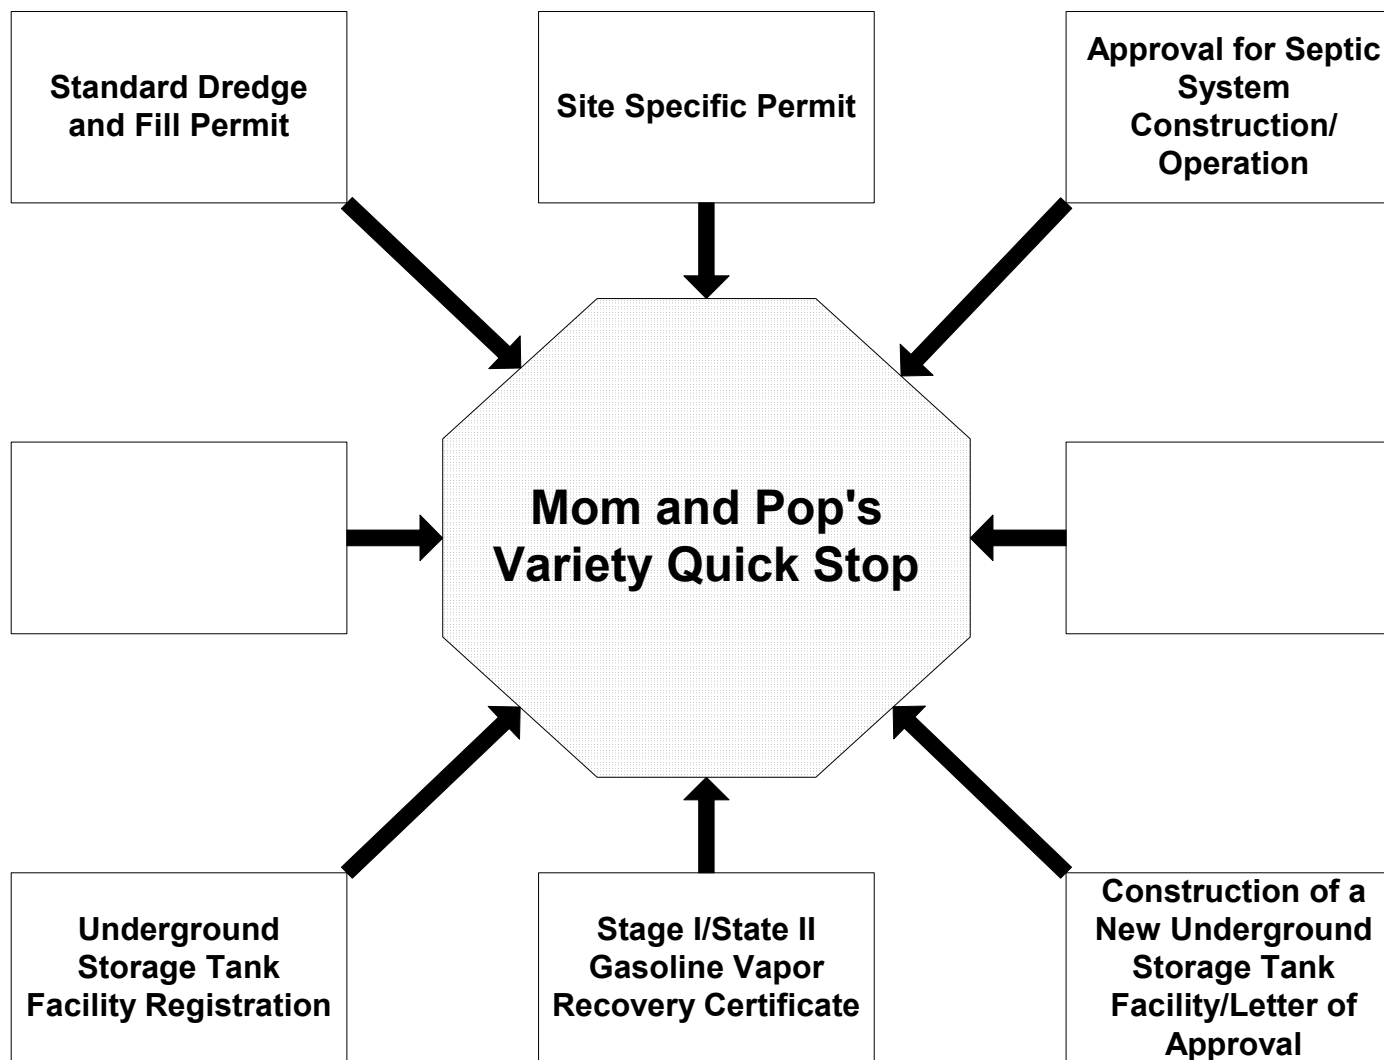 Standard Dredge
and Fill Permit
Site Specific Permit
Approval for Septic
System
Construction/
Operation
Mom and Pop's
Variety Quick Stop
Underground
Storage Tank
Facility Registration
Stage I/State II
Gasoline Vapor
Recovery Certificate
Construction of a
New Underground
Storage Tank
Facility/Letter of
Approval